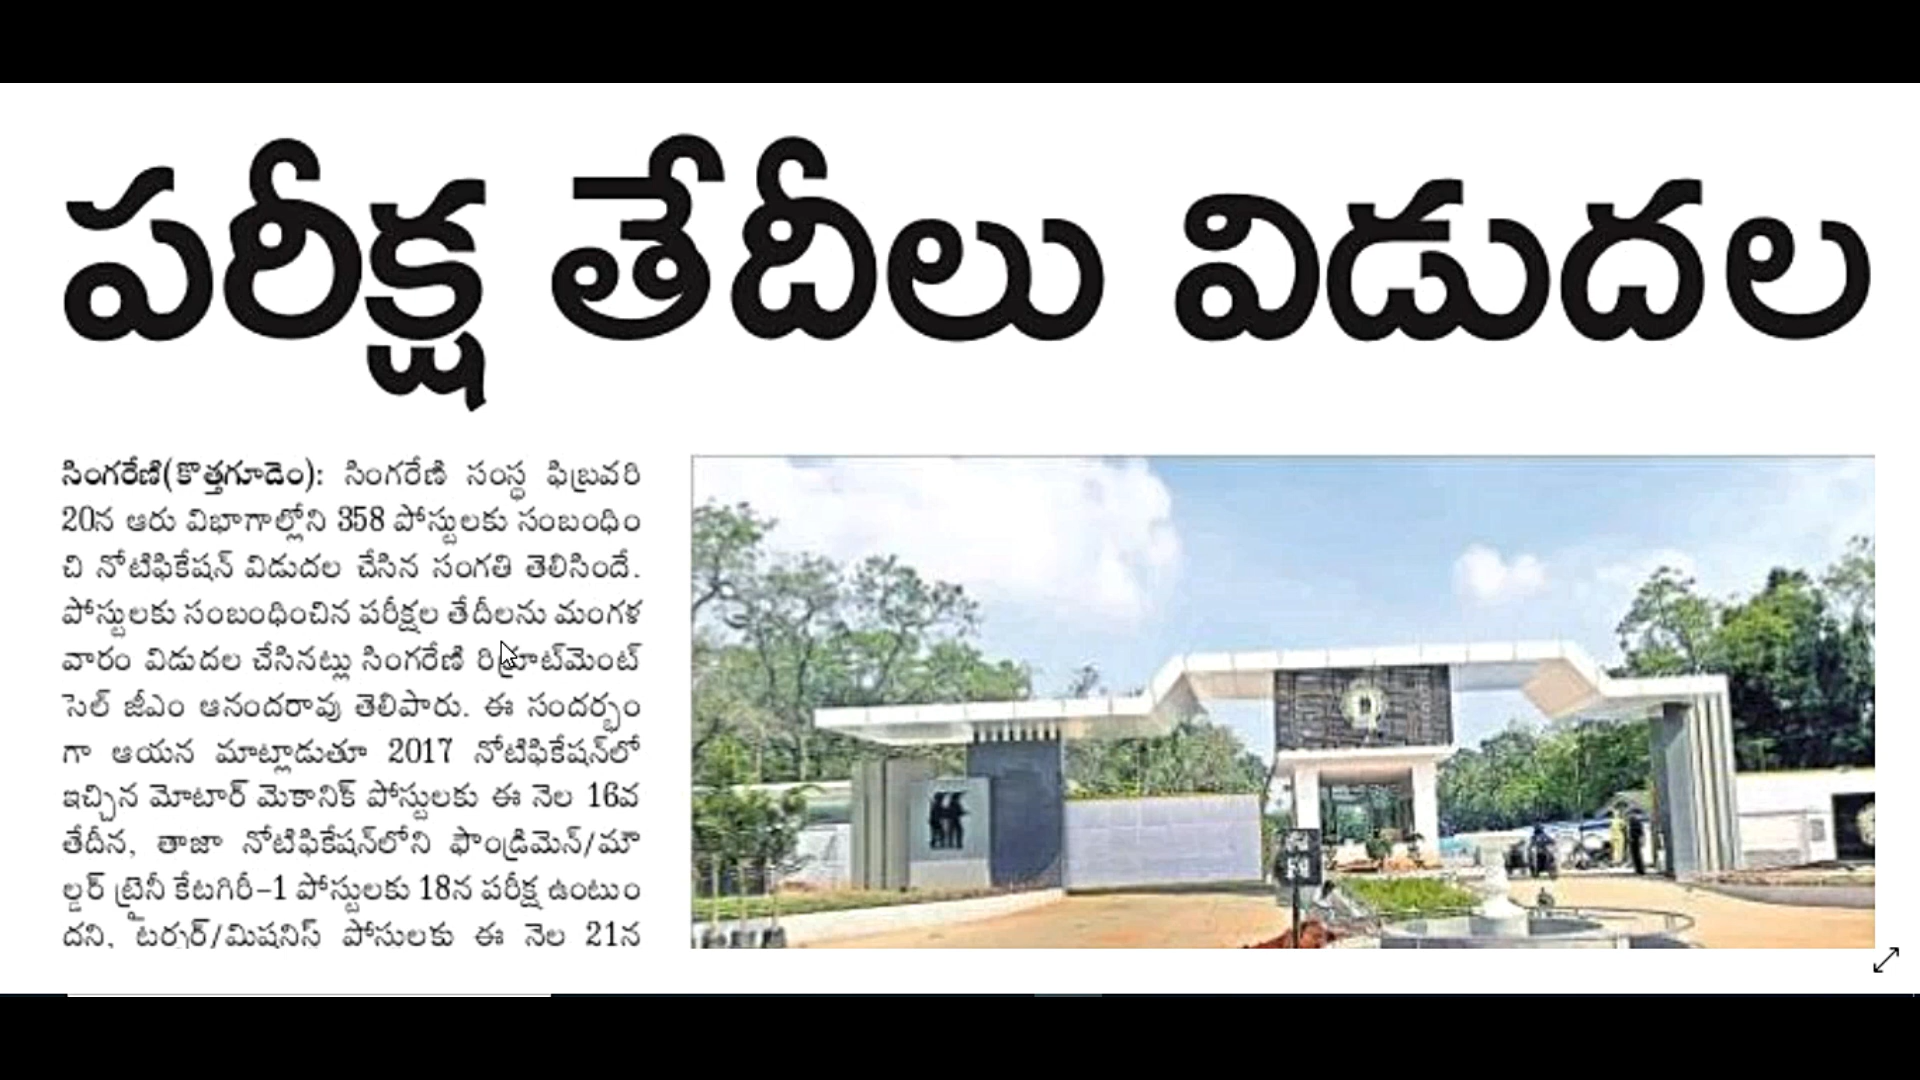 పరీక్ష తేదీలు విడుదల
సింగరేణి(కొత్తగూడెం): సింగరేణి సంస్థ ఫిబ్రవరి
20న ఆరు విభాగాల్లోని 358 పోస్టులకు సంబంధిం
చి నోటిఫికేషన్ విడుదల చేసిన సంగతి తెలిసిందే.
పోస్టులకు సంబంధించిన పరీక్షల తేదీలను మంగళ
వారం విడుదల చేసినట్లు సింగరేణి రిక్రూట్‌మెంట్
సెల్ జీఎం ఆనందరావు తెలిపారు. ఈ సందర్భం
గా ఆయన మాట్లాడుతూ 2017 నోటిఫికేషన్‌లో
ఇచ్చిన మోటార్ మెకానిక్ పోస్టులకు ఈ నెల 16వ
తేదీన, తాజా నోటిఫికేషన్‌లోని ఫౌండ్రిమెన్/మౌ
ల్డర్ ట్రైనీ కేటగిరీ-1 పోస్టులకు 18న పరీక్ష ఉంటుం
దని, టర్నర్/మిషనిస్ట్ పోస్టులకు ఈ నెల 21న